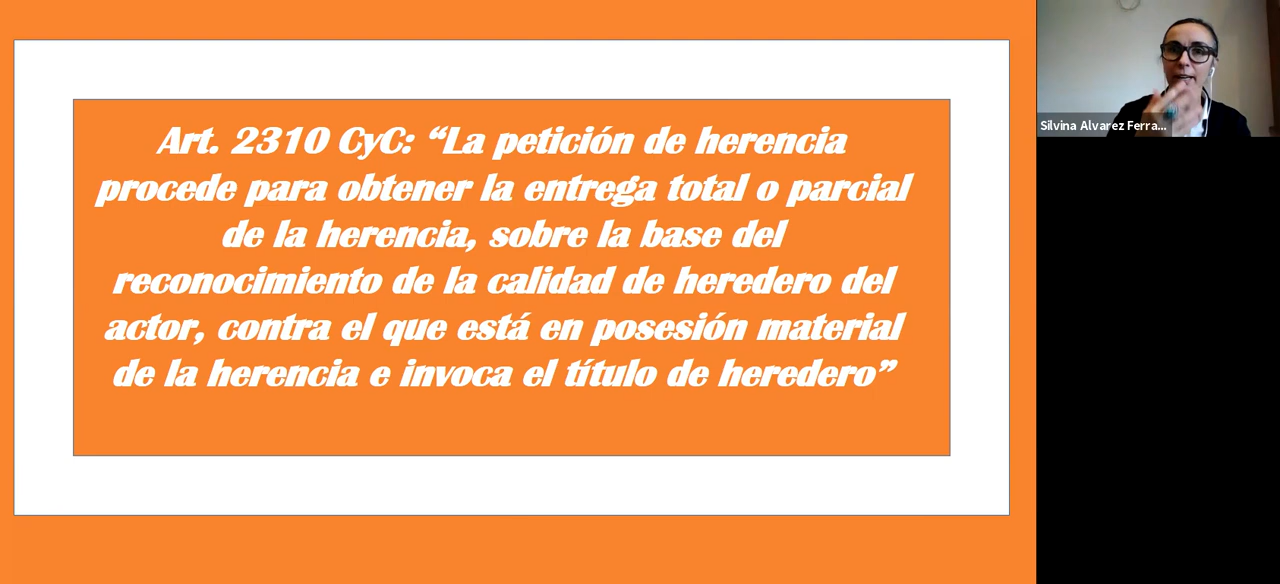 Art. 2310 CyC: “La petición de herencia
procede para obtener la entrega total o parcial
de la herencia, sobre la base del
reconocimiento de la calidad de heredero del
actor, contra el que está en posesión material
de la herencia e invoca el título de heredero”
Silvina Alvarez Ferra...